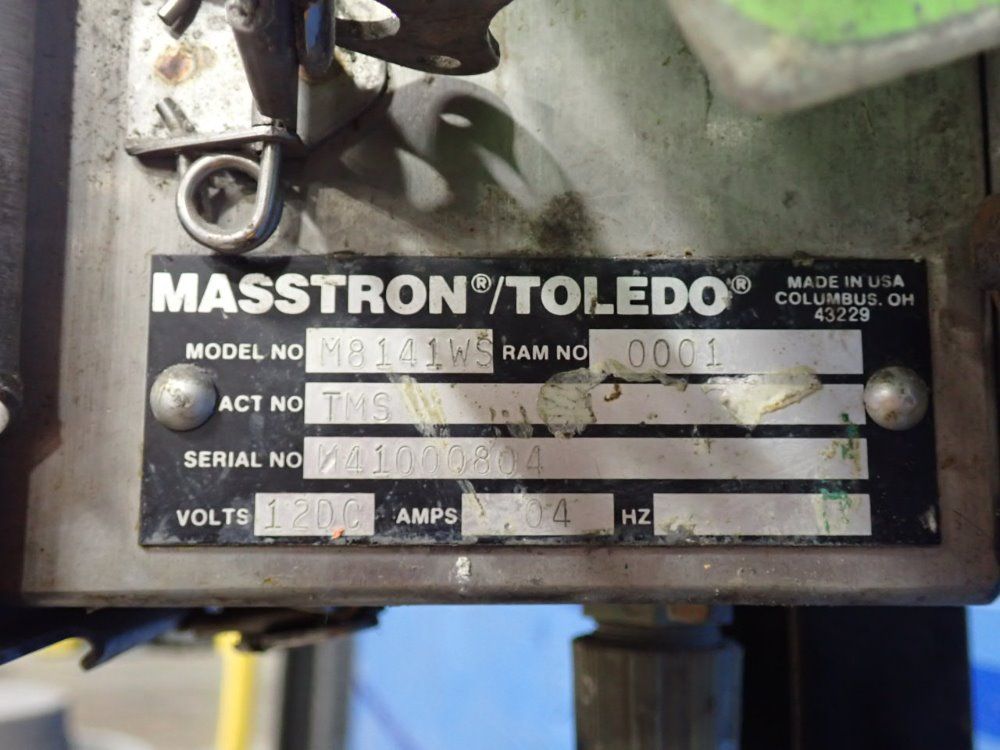 MASSTRON®/TOLEDO®
MADE IN USA
COLUMBUS, OH
43229
MODEL NO M8141WS RAM NO 0001
ACT NO TMS
SERIAL NO M41000804
VOLTS 12DC AMPS 04 HZ